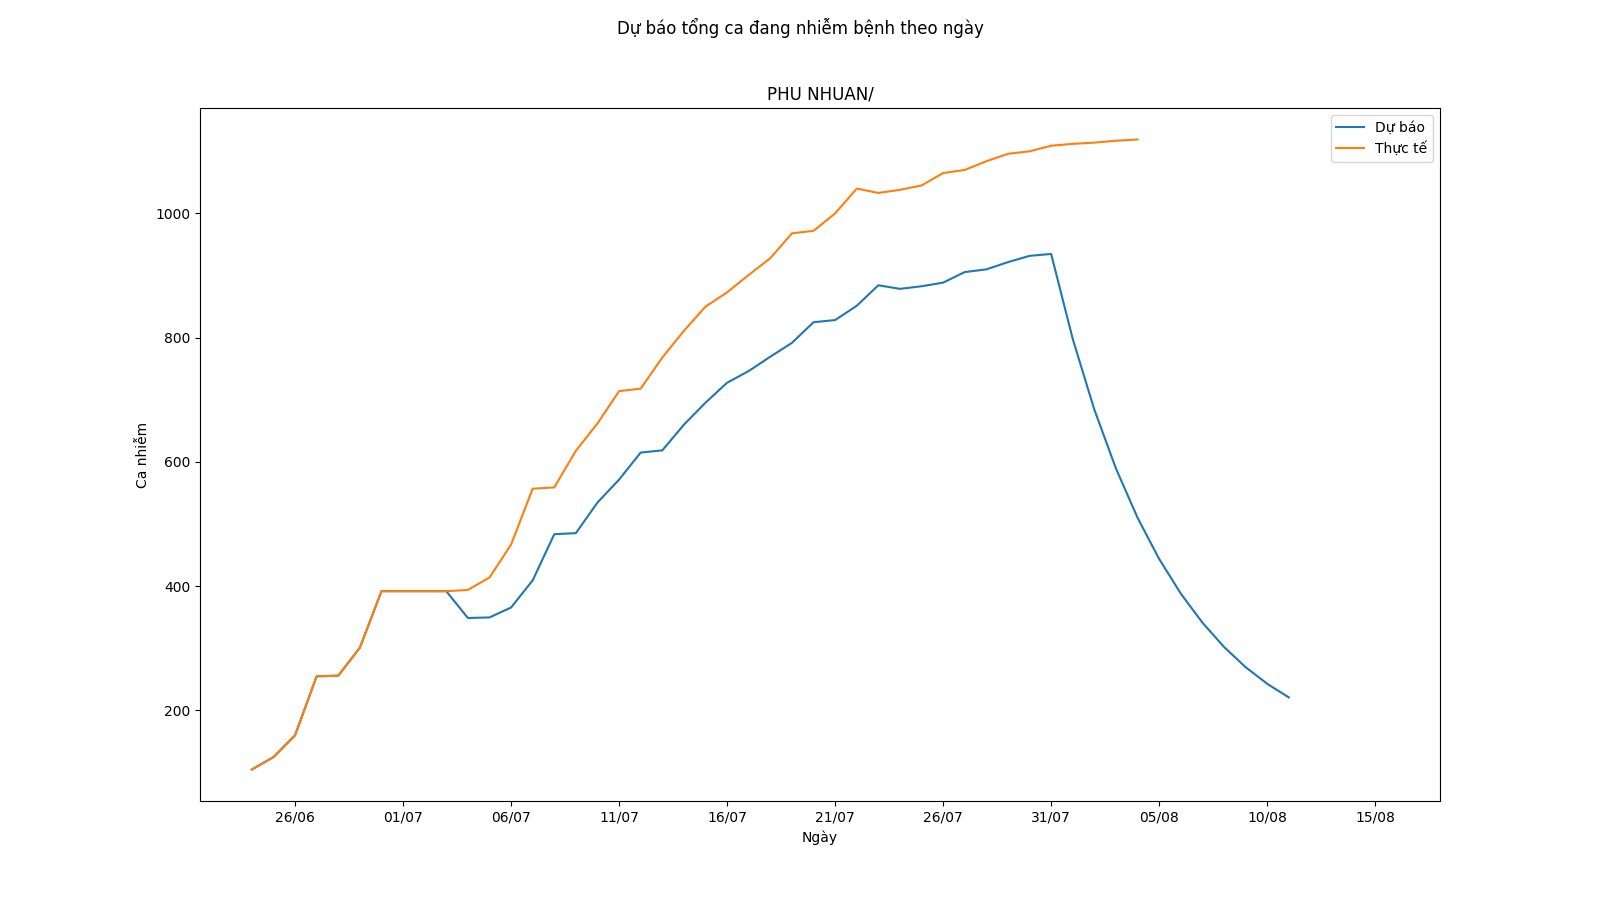 Dự báo tổng ca đang nhiễm bệnh theo ngày
PHU NHUAN/
Dự báo
Thực tế
1000
800
600
400
200
Ca nhiễm
26/06
01/07
06/07
11/07
16/07
21/07
26/07
31/07
05/08
10/08
15/08
Ngày